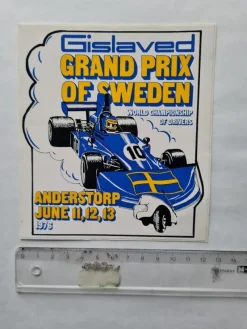 Gislaved
GRAND PRIX
OF SWEDEN
WORLD CHAMPIONSHIP
OF DRIVERS
10
ANDERSTORP
JUNE 11,12,13
1976